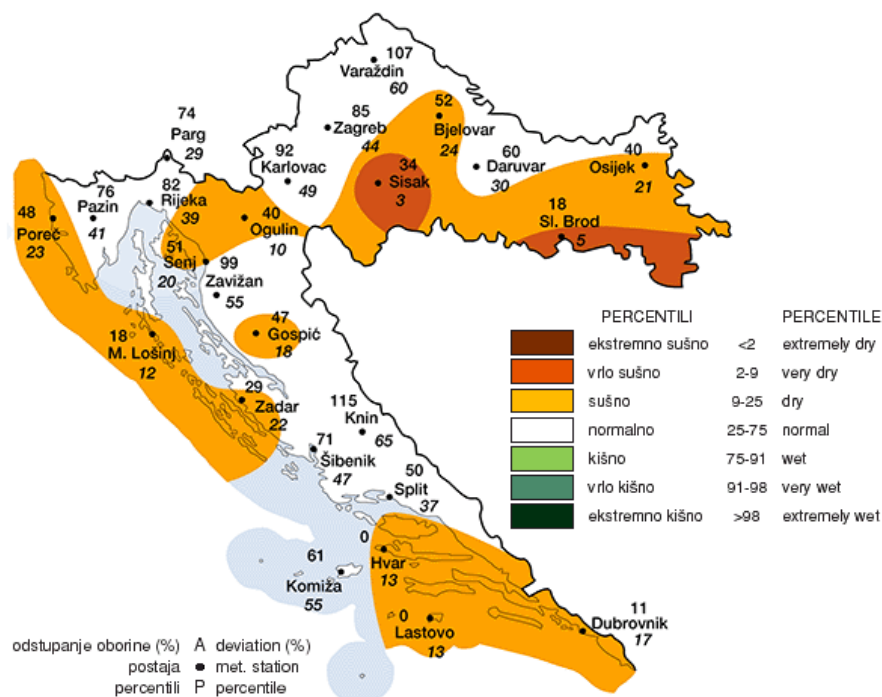 107
Varaždin
60
85
Zagreb
44
52
Bjelovar
24
74
Parg
29
92
Karlovac
49
34
Sisak
3
60
Daruvar
30
40
Osijek
21
18
Sl. Brod
5
48
Poreč
23
76
Pazin
41
82
Rijeka
39
40
Ogulin
10
51
Senj
20
99
Zavižan
55
47
Gospić
18
18
M. Lošinj
12
29
Zadar
22
115
Knin
65
71
Šibenik
47
50
Split
37
61
Komiža
55
0
Hvar
13
0
Lastovo
13
11
Dubrovnik
17
PERCENTILI PERCENTILE
ekstremno sušno <2 extremely dry
vrlo sušno 2-9 very dry
sušno 9-25 dry
normalno 25-75 normal
kišno 75-91 wet
vrlo kišno 91-98 very wet
ekstremno kišno >98 extremely wet
odstupanje oborine (%) A deviation (%)
postaja ● met. station
percentili P percentile